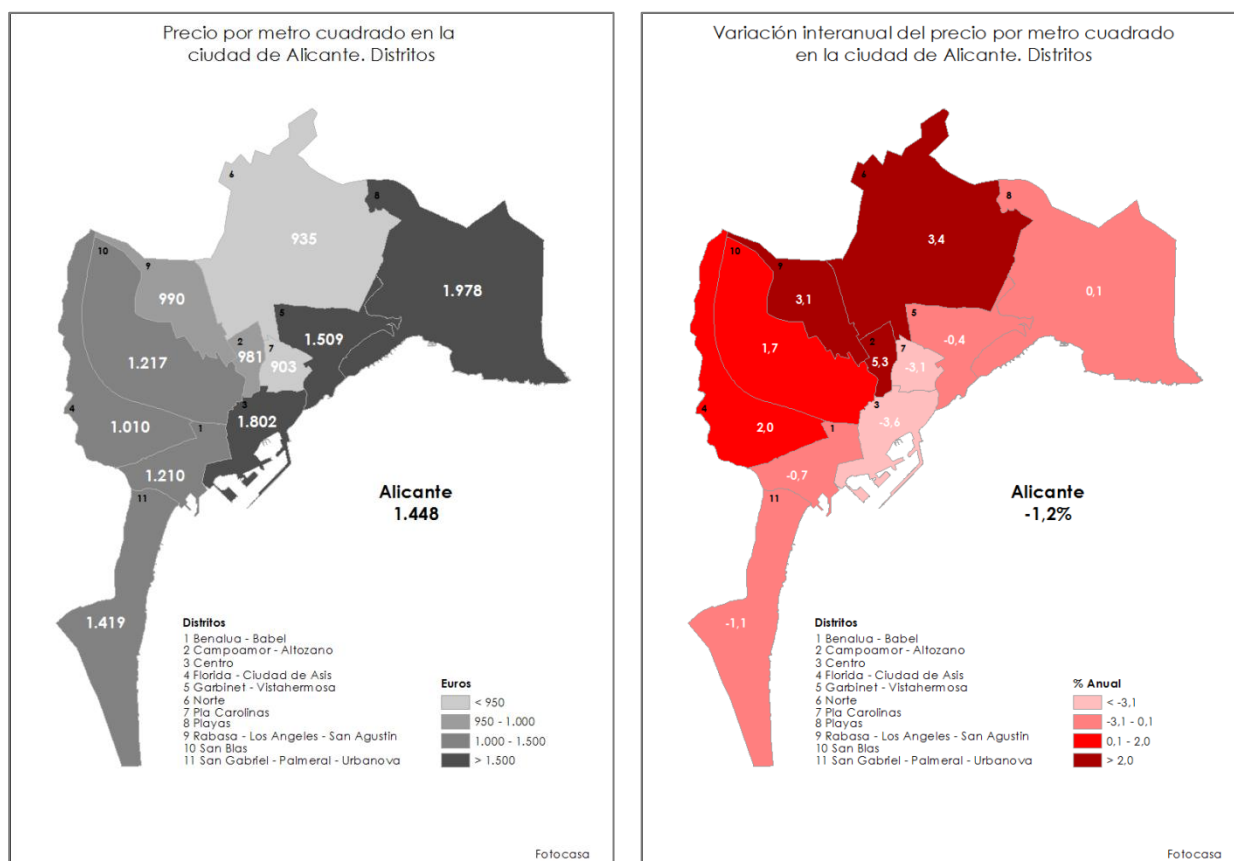 Precio por metro cuadrado en la
ciudad de Alicante. Distritos
6
8
10
9
935
990
1.978
5
2
7
1.509
981
903
1.217
3
4
1.010
1
1.802
1.210
11
Alicante
1.448
1.419
Distritos
1 Benalua - Babel
2 Campoamor - Altozano
3 Centro
4 Florida - Ciudad de Asis
5 Garbinet - Vistahermosa
6 Norte
7 Pla Carolinas
8 Playas
9 Rabasa - Los Angeles - San Agustín
10 San Blas
11 San Gabriel - Palmeral - Urbanova
Euros
< 950
950 - 1.000
1.000 - 1.500
> 1.500
Fotocasa
Variación interanual del precio por metro cuadrado
en la ciudad de Alicante. Distritos
6
8
10
9
3,4
3,1
0,1
5
2
7
-0,4
5,3
-3,1
1,7
3
4
2,0
1
-3,6
-0,7
11
Alicante
-1,2%
-1,1
Distritos
1 Benalua - Babel
2 Campoamor - Altozano
3 Centro
4 Florida - Ciudad de Asis
5 Garbinet - Vistahermosa
6 Norte
7 Pla Carolinas
8 Playas
9 Rabasa - Los Angeles - San Agustín
10 San Blas
11 San Gabriel - Palmeral - Urbanova
% Anual
< -3,1
-3,1 - 0,1
0,1 - 2.0
> 2.0
Fotocasa